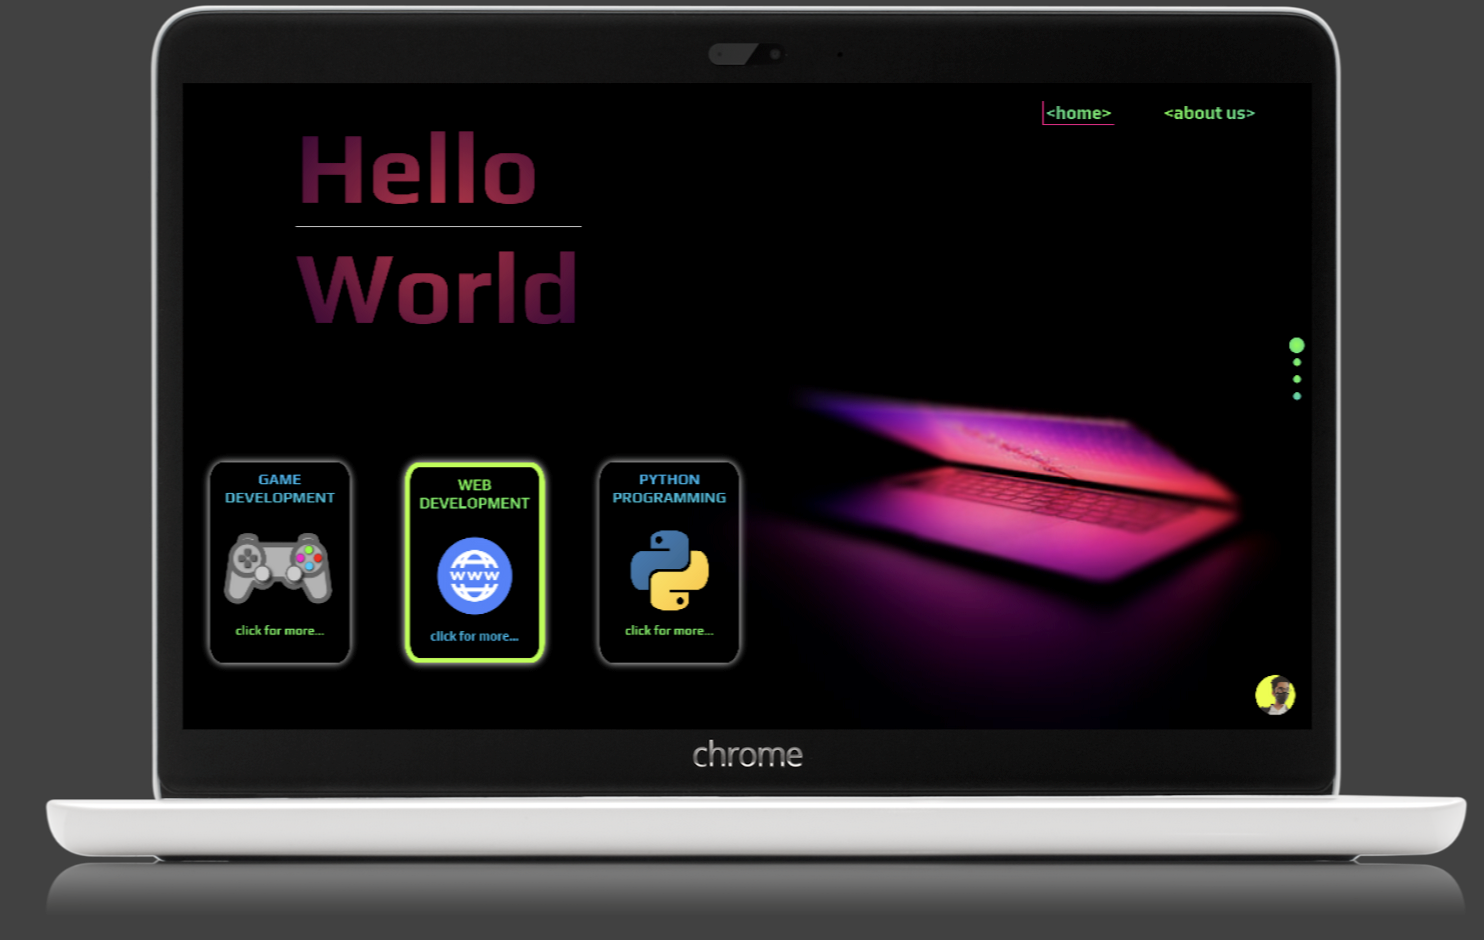 <home>
<about us>
Hello
World
GAME
DEVELOPMENT
click for more...
WEB
DEVELOPMENT
WWW
click for more...
PYTHON
PROGRAMMING
click for more...
chrome